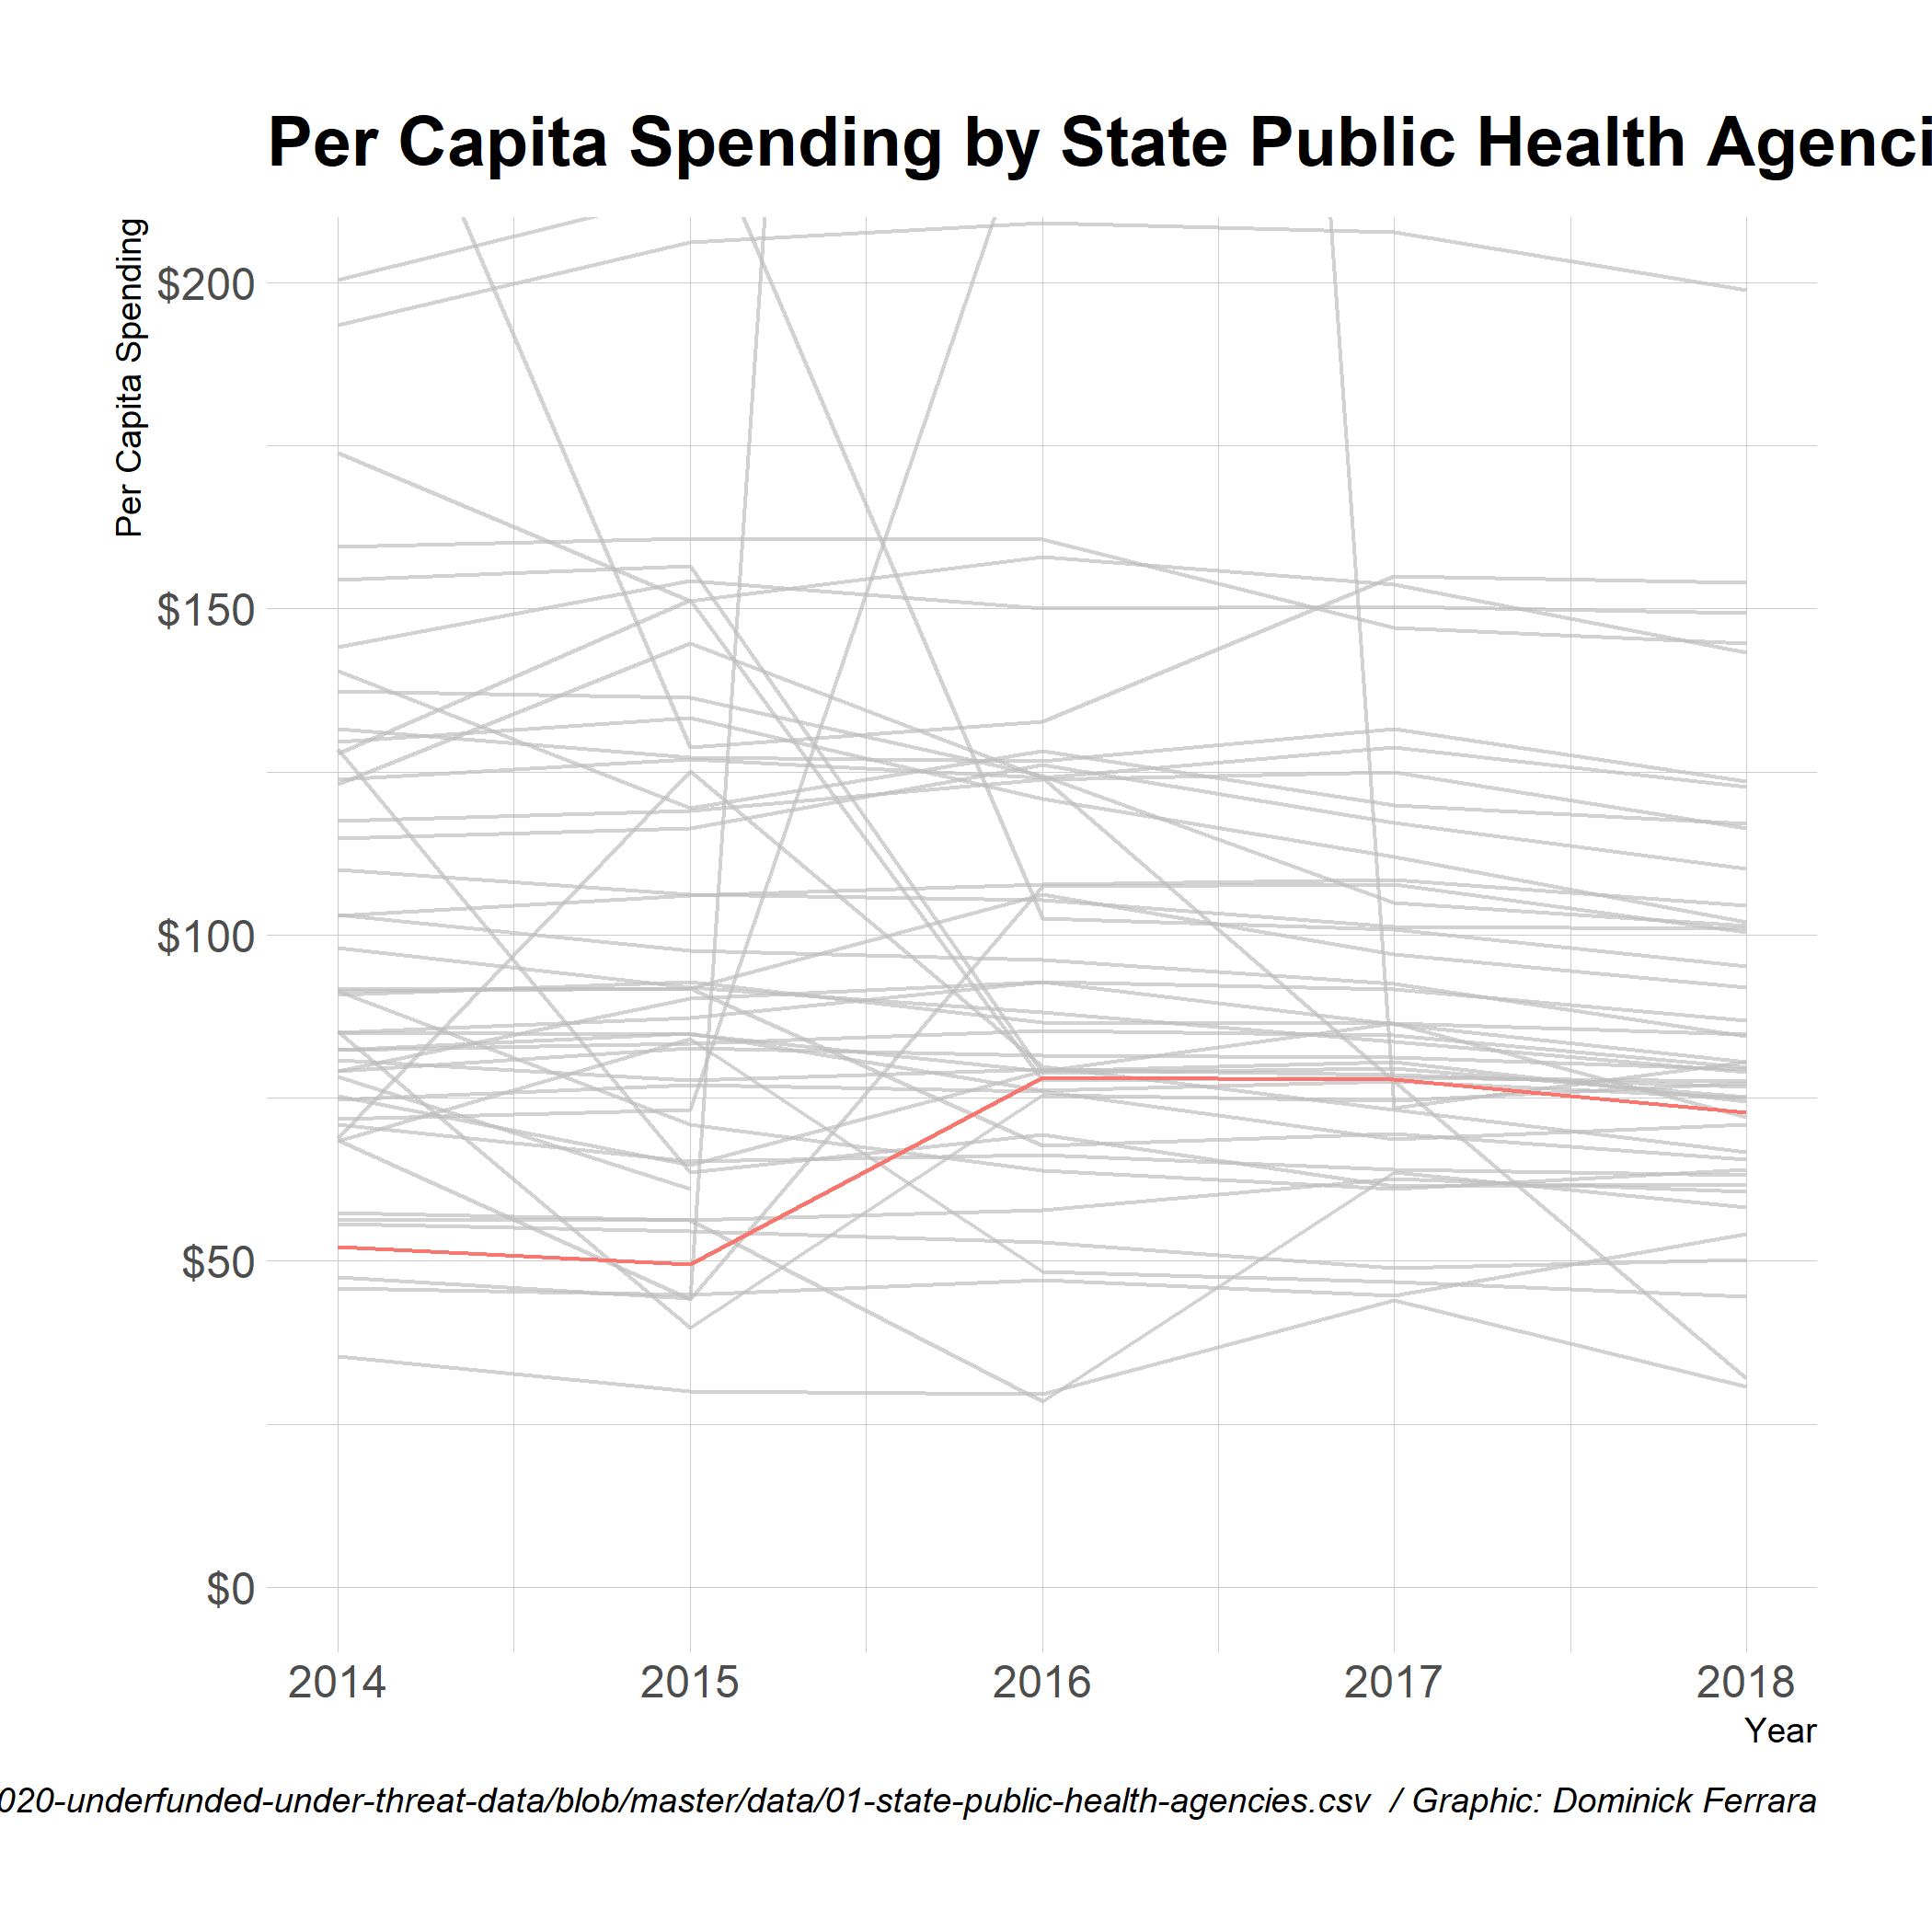 Per Capita Spending by State Public Health Agenci
Per Capita Spending
$200
$150
$100
$50
$0
2014 2015 2016 2017 2018
Year
020-underfunded-under-threat-data/blob/master/data/01-state-public-health-agencies.csv / Graphic: Dominick Ferrara